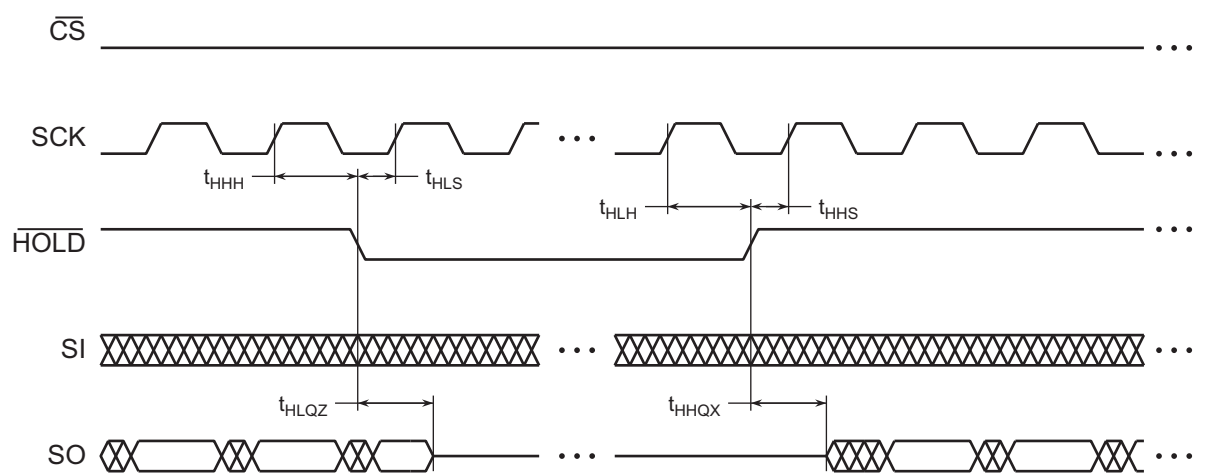 CS
SCK
tHHH
tHLS
tHLH
tHHS
HOLD
SI
tHLQZ
tHHQX
SO